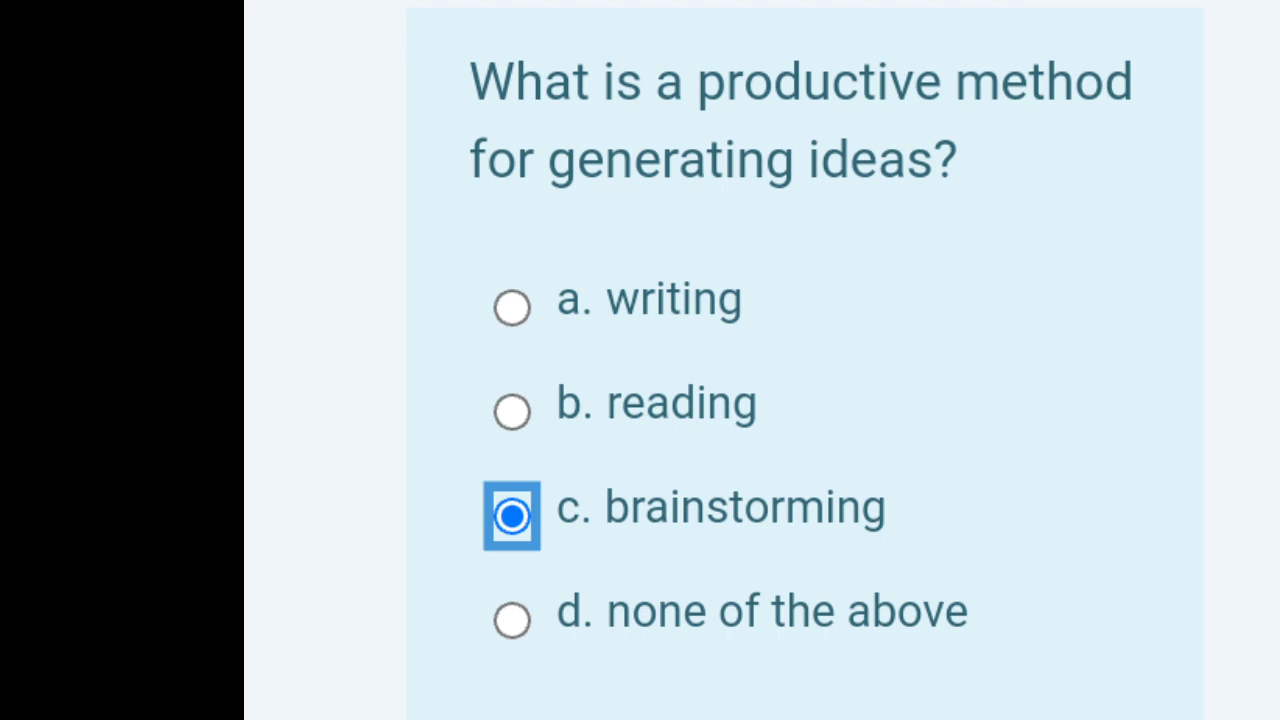 What is a productive method
for generating ideas?
a. writing
b. reading
c. brainstorming
d. none of the above